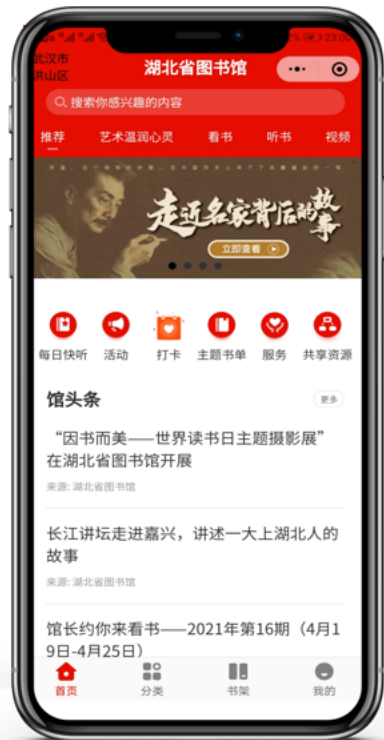 23:00
武汉市
洪山区
湖北省图书馆
搜索你感兴趣的内容
推荐 艺术温润心灵 看书 听书 视频
走近名家背后的故事
立即查看
每日快听 活动 打卡 主题书单 服务 共享资源
馆头条 更多
“因书而美——世界读书日主题摄影展”
在湖北省图书馆开展
来源: 湖北省图书馆
长江讲坛走进嘉兴，讲述一大上湖北人的
故事
来源: 湖北省图书馆
馆长约你来看书——2021年第16期（4月1
9日-4月25日）
首页 分类 书架 我的